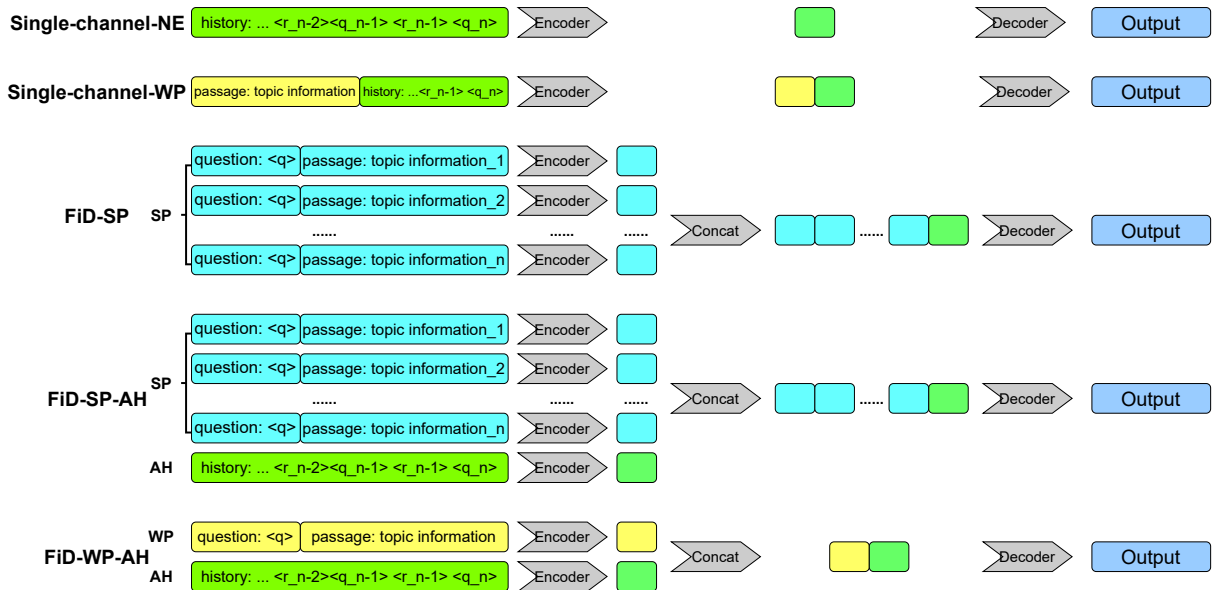 Single-channel-NE history: ... <r_n-2><q_n-1> <r_n-1> <q_n> Encoder Decoder Output
Single-channel-WP passage: topic information history: ...<r_n-1> <q_n> Encoder Decoder Output
question: <q> passage: topic information_1 Encoder
question: <q> passage: topic information_2 Encoder
FiD-SP SP ...... ...... ...... Concat ...... Decoder Output
question: <q> passage: topic information_n Encoder
question: <q> passage: topic information_1 Encoder
question: <q> passage: topic information_2 Encoder
FiD-SP-AH SP ...... ...... ...... Concat ...... Decoder Output
question: <q> passage: topic information_n Encoder
AH history: ... <r_n-2><q_n-1> <r_n-1> <q_n> Encoder
WP question: <q> passage: topic information Encoder
FiD-WP-AH Concat Decoder Output
AH history: ... <r_n-2><q_n-1> <r_n-1> <q_n> Encoder